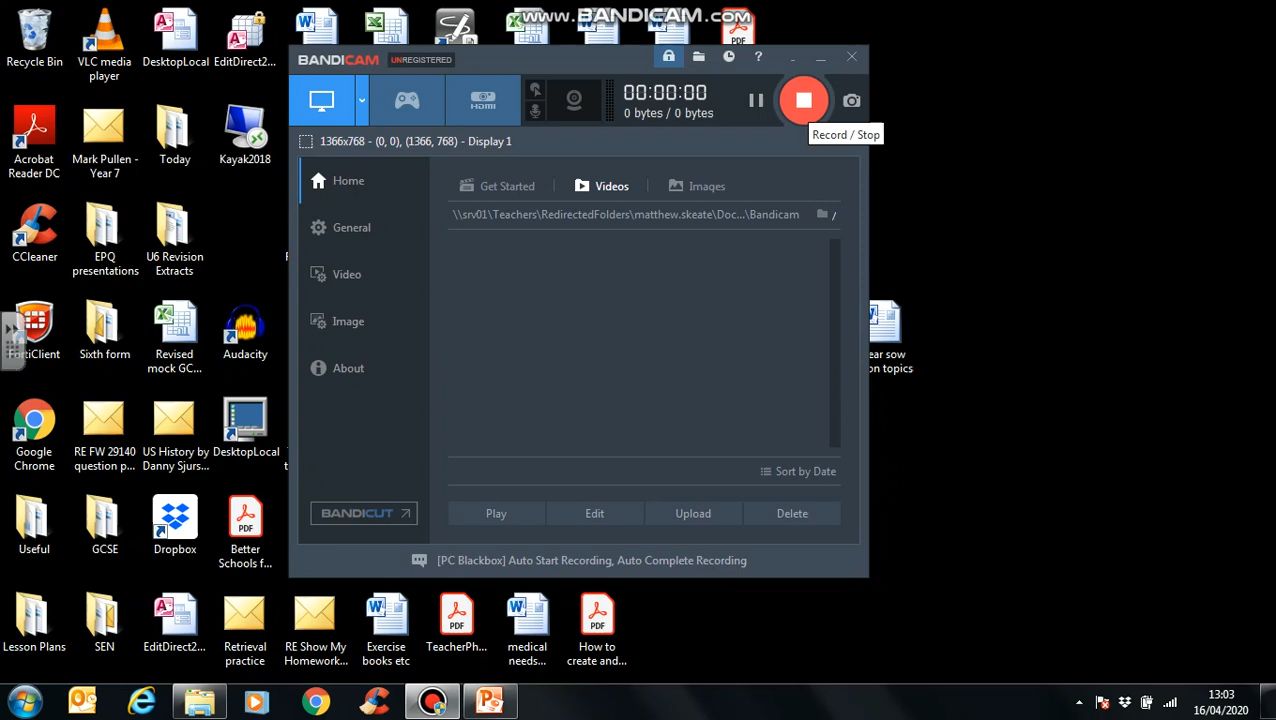 www.BANDICAM.com
BANDICAM UNREGISTERED
?
HDMI
00:00:00
0 bytes / 0 bytes
Record / Stop
1366x768 - (0, 0), (1366, 768) - Display 1
Home
General
Video
Image
About
BANDICUT
Get Started
Videos
Images
\\srv01\Teachers\RedirectedFolders\matthew.skeate\Doc...\Bandicam
/
Sort by Date
Play
Edit
Upload
Delete
[PC Blackbox] Auto Start Recording, Auto Complete Recording
Recycle Bin
VLC media
player
DesktopLocal
EditDirect2...
PDF
Acrobat
Reader DC
Mark Pullen -
Year 7
Today
Kayak2018
CCleaner
EPQ
presentations
U6 Revision
Extracts
FortiClient
Sixth form
Revised
mock GC...
Audacity
ear sow
on topics
Google
Chrome
RE FW 29140
question p...
US History by
Danny Sjurs...
DesktopLocal
Useful
GCSE
Dropbox
PDF
Better
Schools f...
Lesson Plans
SEN
EditDirect2...
Retrieval
practice
RE Show My
Homework...
Exercise
books etc
PDF
TeacherPh...
medical
needs...
PDF
How to
create and...
13:03
16/04/2020